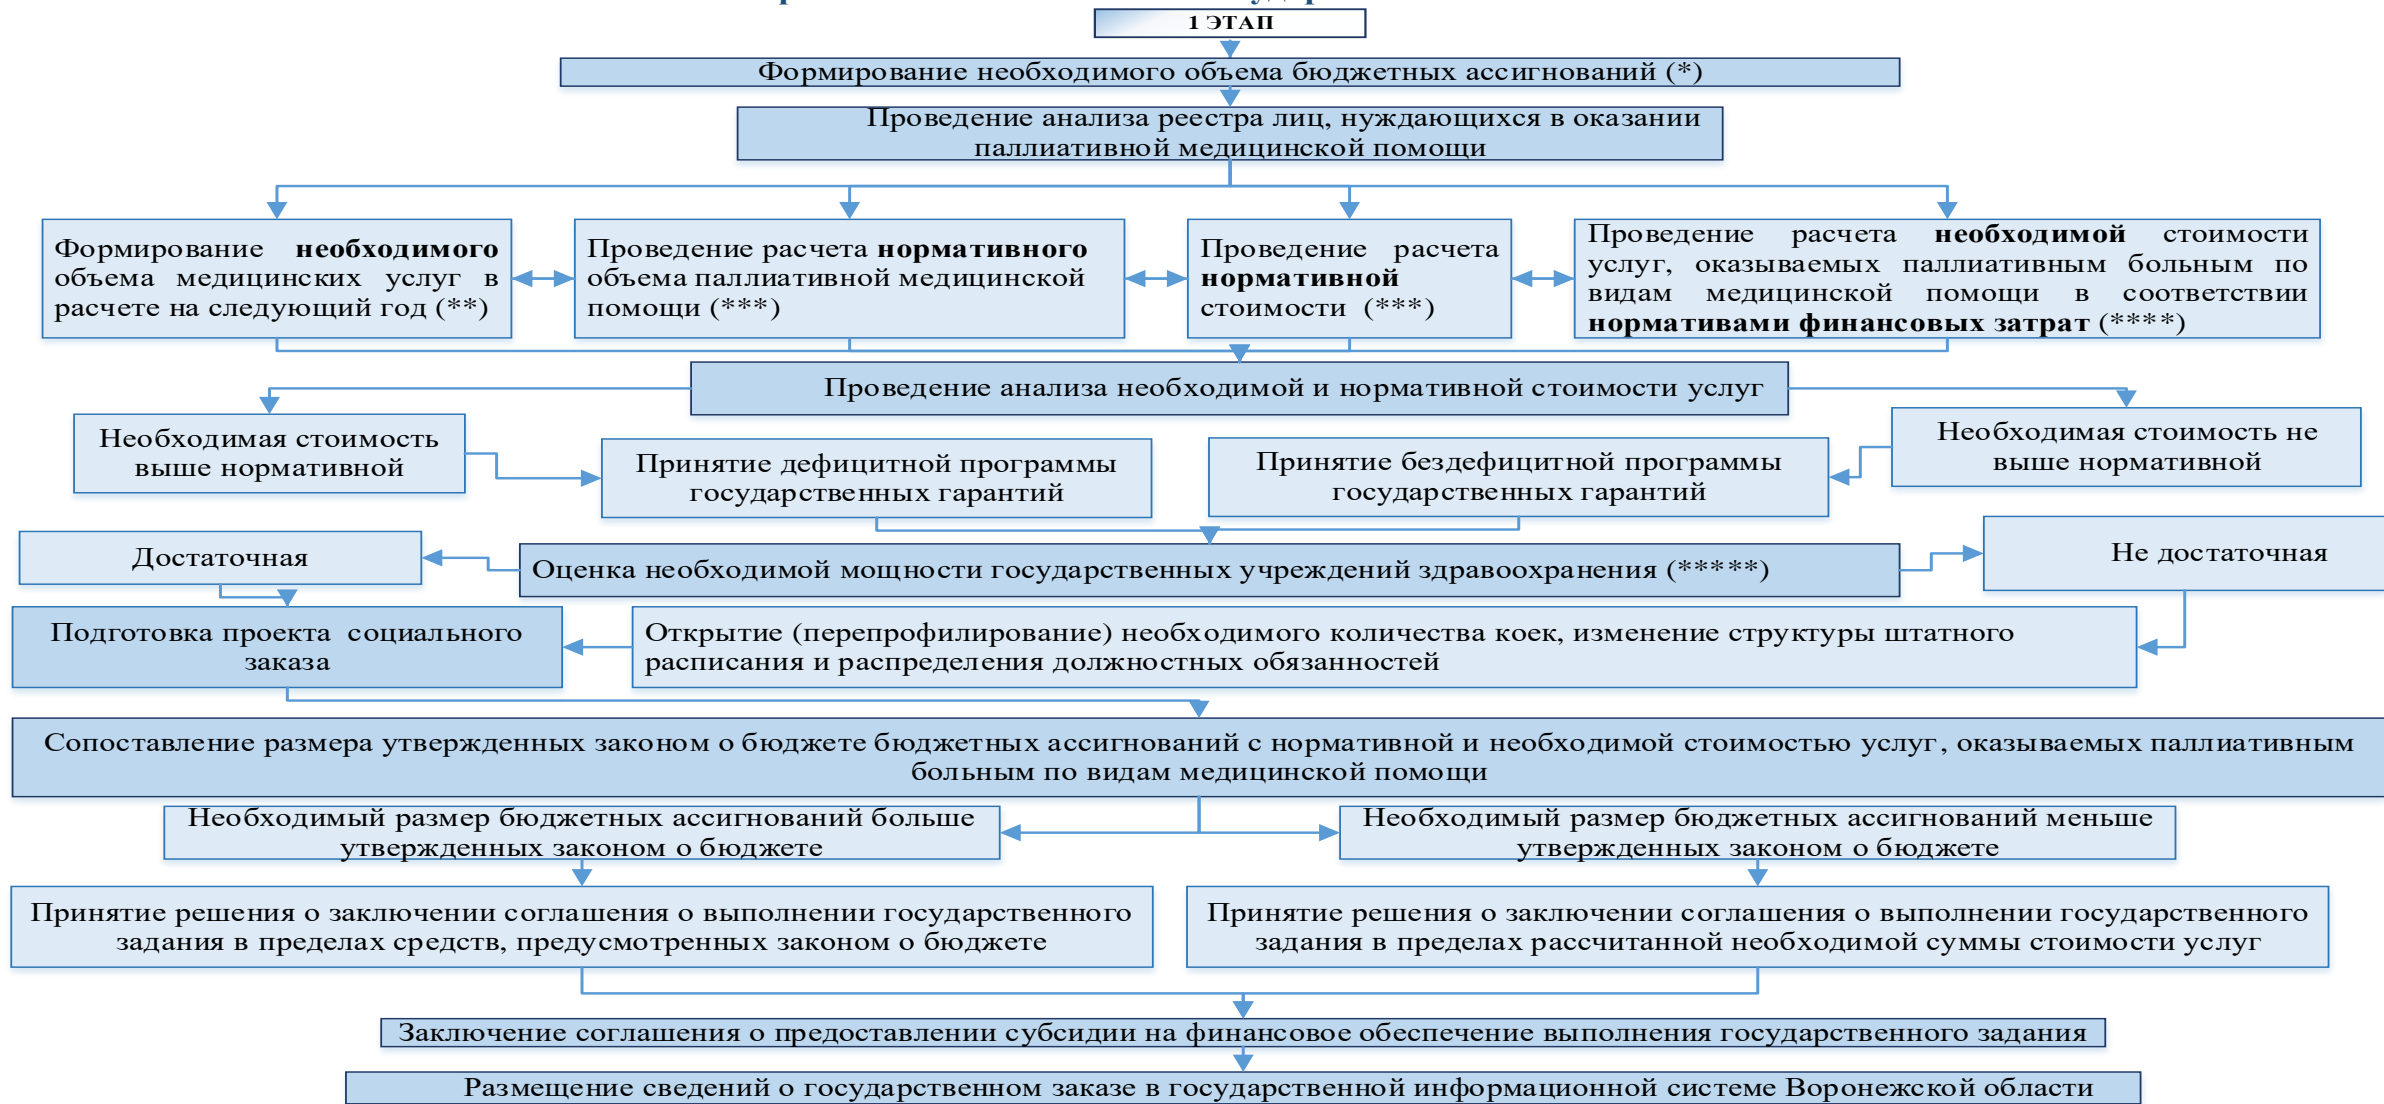 1 ЭТАП
Формирование необходимого объема бюджетных ассигнований (*)
Проведение анализа реестра лиц, нуждающихся в оказании
паллиативной медицинской помощи
Формирование необходимого
объема медицинских услуг в
расчете на следующий год (**)
Проведение расчета нормативного
объема паллиативной медицинской
помощи (***)
Проведение расчета
нормативной
стоимости (***)
Проведение расчета необходимой стоимости
услуг, оказываемых паллиативным больным по
видам медицинской помощи в соответствии
нормативами финансовых затрат (****)
Проведение анализа необходимой и нормативной стоимости услуг
Необходимая стоимость
выше нормативной
Принятие дефицитной программы
государственных гарантий
Принятие бездефицитной программы
государственных гарантий
Необходимая стоимость не
выше нормативной
Достаточная
Оценка необходимой мощности государственных учреждений здравоохранения (*****)
Не достаточная
Подготовка проекта социального
заказа
Открытие (перепрофилирование) необходимого количества коек, изменение структуры штатного
расписания и распределения должностных обязанностей
Сопоставление размера утвержденных законом о бюджете бюджетных ассигнований с нормативной и необходимой стоимостью услуг, оказываемых паллиативным
больным по видам медицинской помощи
Необходимый размер бюджетных ассигнований больше
утвержденных законом о бюджете
Необходимый размер бюджетных ассигнований меньше
утвержденных законом о бюджете
Принятие решения о заключении соглашения о выполнении государственного
задания в пределах средств, предусмотренных законом о бюджете
Принятие решения о заключении соглашения о выполнении государственного
задания в пределах рассчитанной необходимой суммы стоимости услуг
Заключение соглашения о предоставлении субсидии на финансовое обеспечение выполнения государственного задания
Размещение сведений о государственном заказе в государственной информационной системе Воронежской области